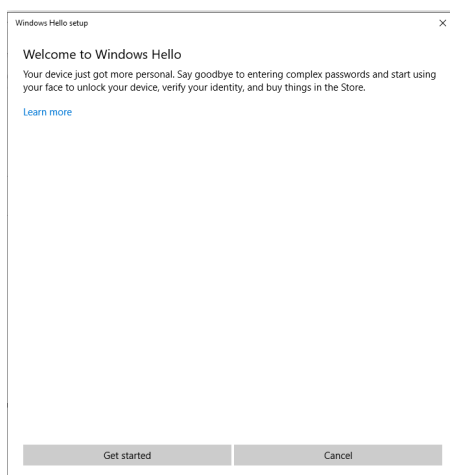 Windows Hello setup
Welcome to Windows Hello
Your device just got more personal. Say goodbye to entering complex passwords and start using
your face to unlock your device, verify your identity, and buy things in the Store.
Learn more
Get started
Cancel